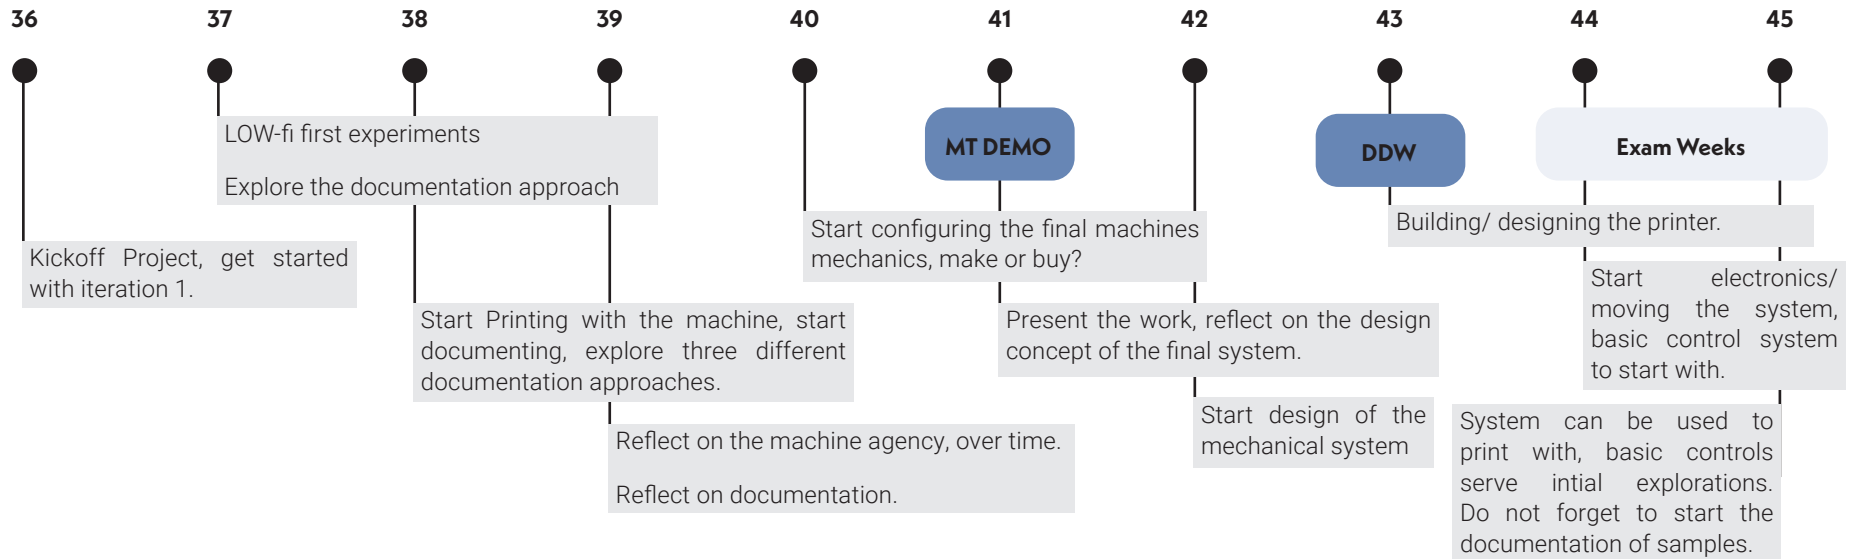 36 37 38 39 40 41 42 43 44 45
MT DEMO
DDW
Exam Weeks
LOW-fi first experiments
Explore the documentation approach
Kickoff Project, get started
with iteration 1.
Start Printing with the machine, start
documenting, explore three different
documentation approaches.
Reflect on the machine agency, over time.
Reflect on documentation.
Start configuring the final machines
mechanics, make or buy?
Present the work, reflect on the design
concept of the final system.
Start design of the
mechanical system
Building/ designing the printer.
Start electronics/
moving the system,
basic control system
to start with.
System can be used to
print with, basic controls
serve intial explorations.
Do not forget to start the
documentation of samples.